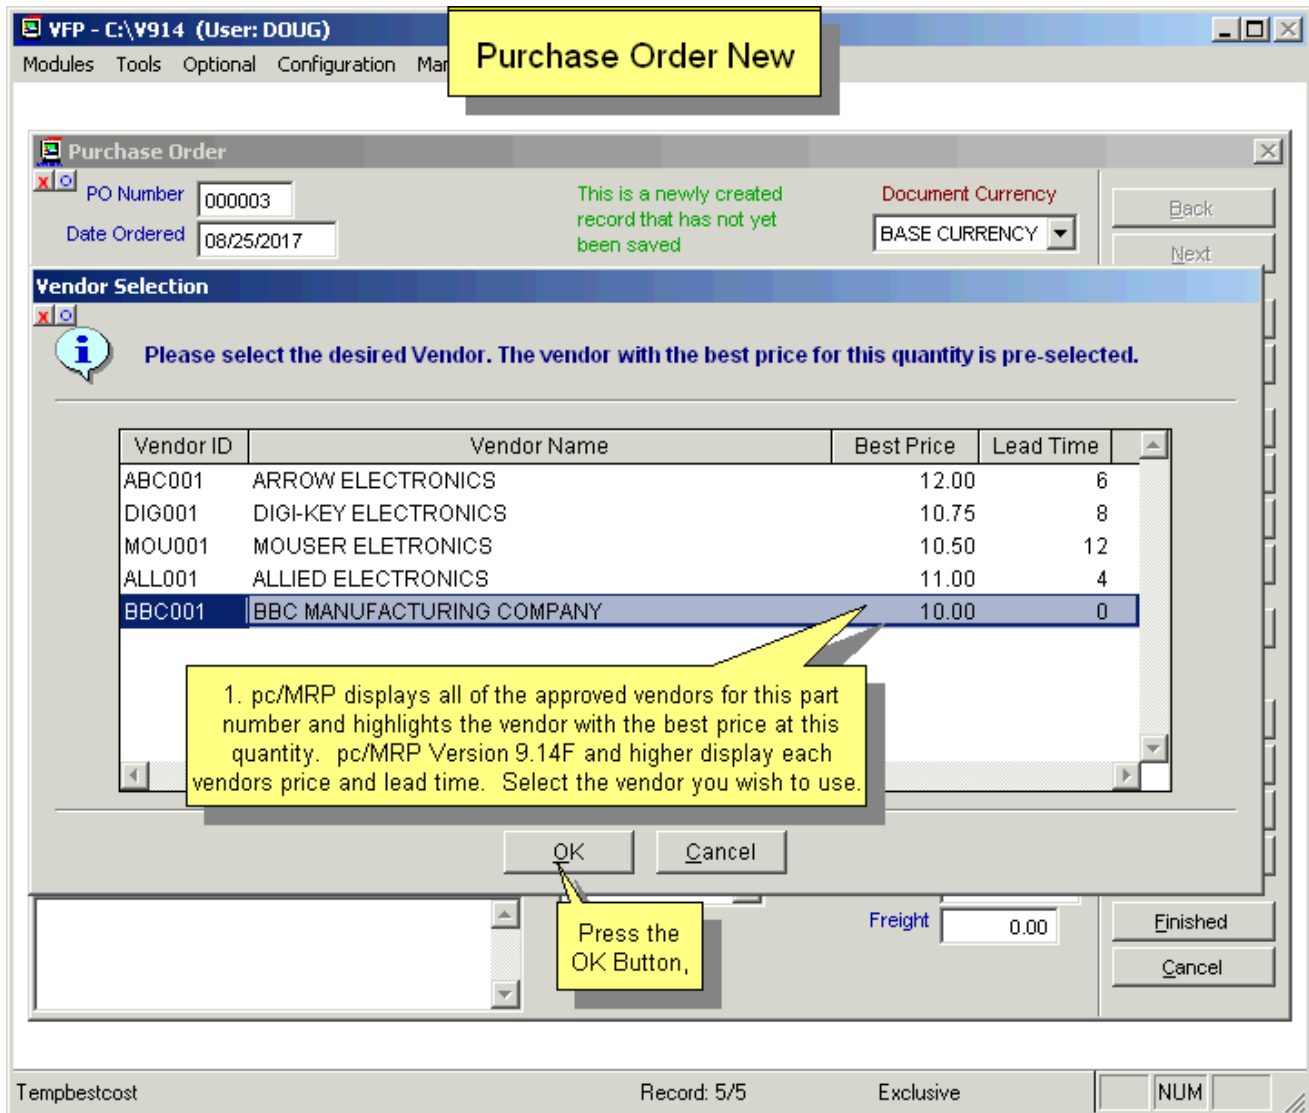 VFP - C:\V914 (User: DOUG)
Purchase Order New
Modules Tools Optional Configuration
Purchase Order
PO Number 000003
This is a newly created
record that has not yet
been saved
Document Currency
BASE CURRENCY
Date Ordered 08/25/2017
Back
Next
Vendor Selection
Please select the desired Vendor. The vendor with the best price for this quantity is pre-selected.
Vendor ID Vendor Name Best Price Lead Time
ABC001 ARROW ELECTRONICS 12.00 6
DIG001 DIGI-KEY ELECTRONICS 10.75 8
MOU001 MOUSER ELETRONICS 10.50 12
ALL001 ALLIED ELECTRONICS 11.00 4
BBC001 BBC MANUFACTURING COMPANY 10.00 0
1. pc/MRP displays all of the approved vendors for this part
number and highlights the vendor with the best price at this
quantity. pc/MRP Version 9.14F and higher display each
vendors price and lead time. Select the vendor you wish to use.
OK Cancel
Press the
OK Button,
Freight 0.00
Finished
Cancel
Tempbestcost Record: 5/5 Exclusive NUM